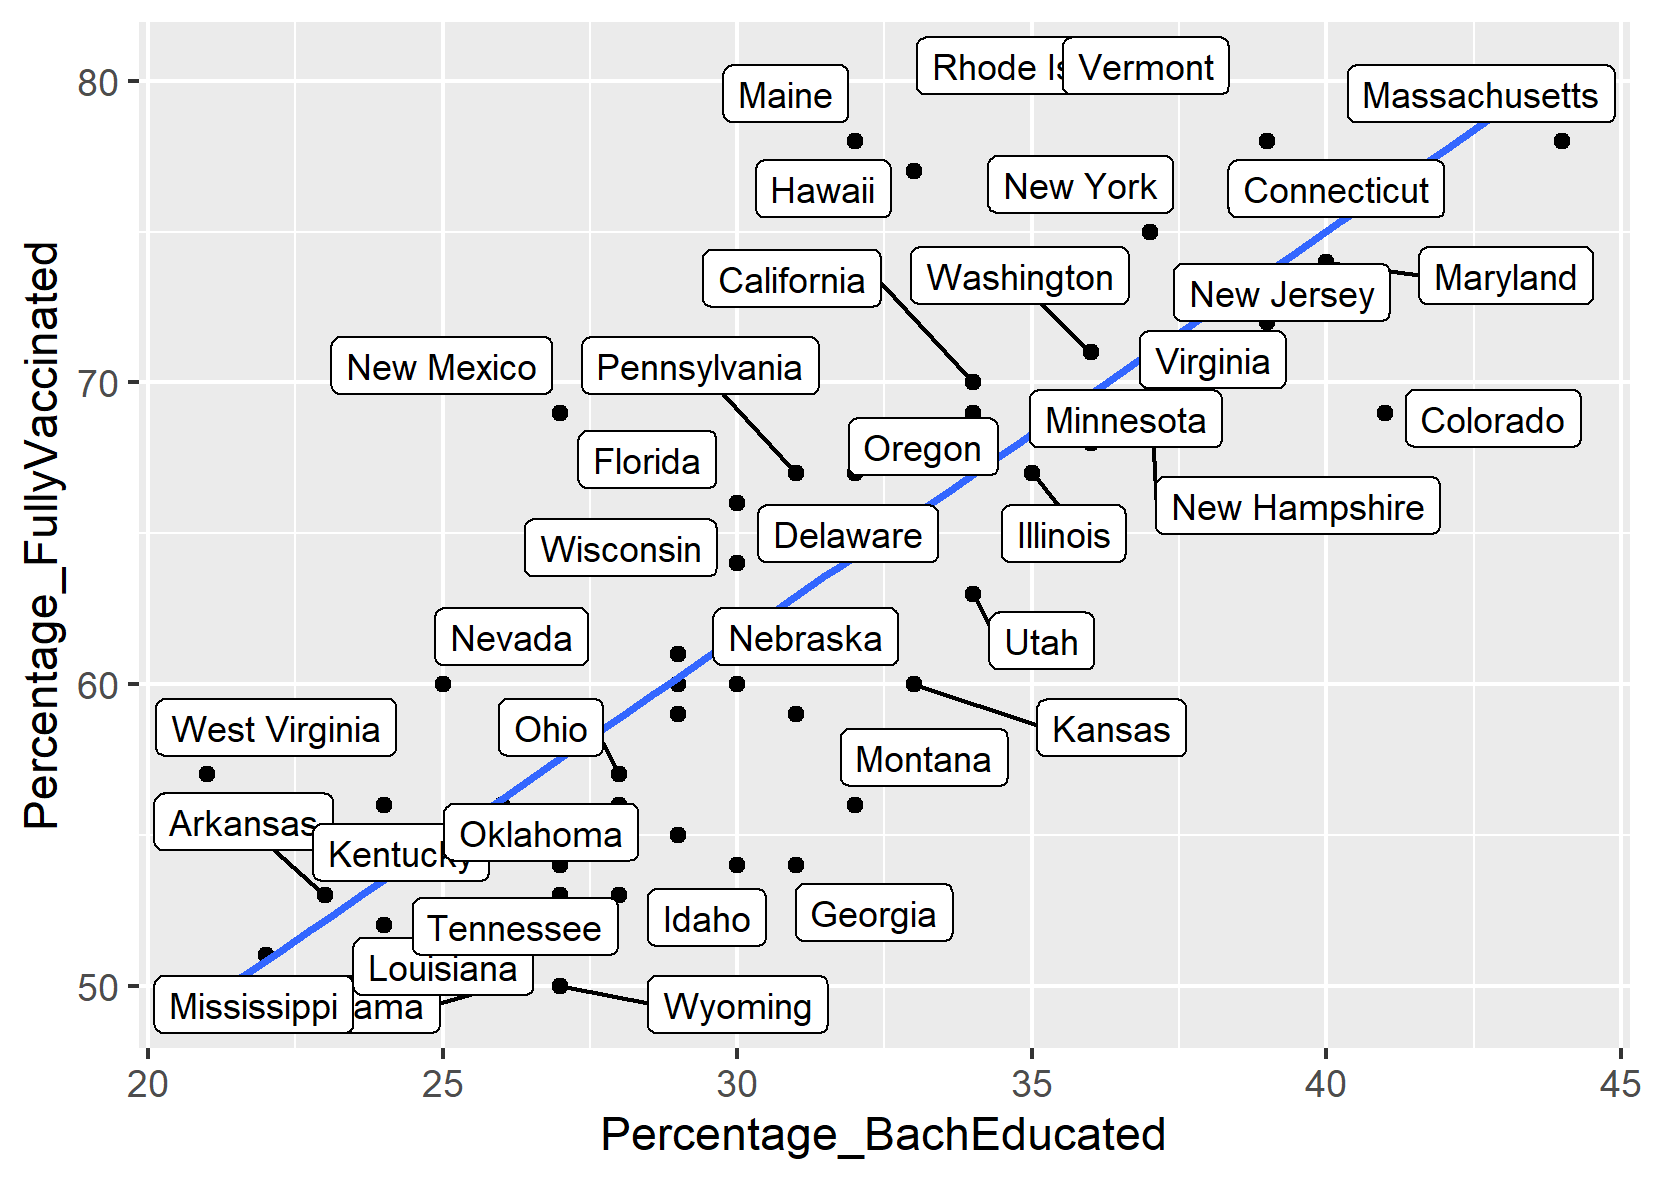 Rhode Is
Vermont
80
Maine
Massachusetts
Hawaii
New York
Connecticut
California
Washington
Maryland
New Jersey
New Mexico
Pennsylvania
Virginia
70
Minnesota
Colorado
Florida
Oregon
New Hampshire
Wisconsin
Delaware
Illinois
Percentage_FullyVaccinated
Nevada
Nebraska
Utah
60
West Virginia
Ohio
Kansas
Montana
Arkansas
Kentucky
Oklahoma
Idaho
Georgia
Tennessee
Louisiana
50
Mississippi
ama
Wyoming
20 25 30 35 40 45
Percentage_BachEducated